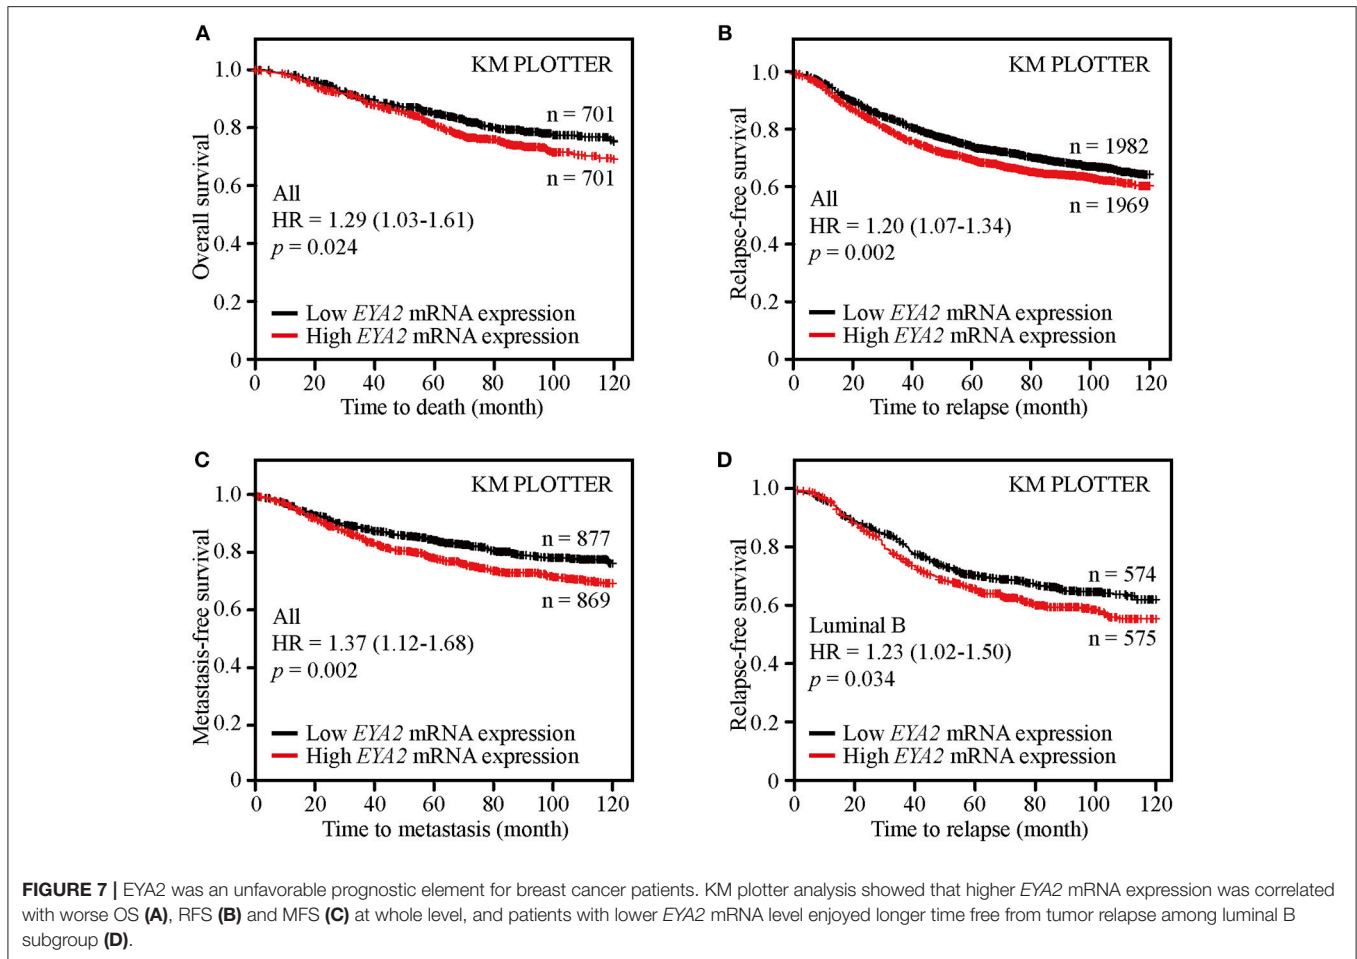 A
KM PLOTTER
1.0
0.8
0.6
0.4
0.2
0
Overall survival
n = 701
n = 701
All
HR = 1.29 (1.03-1.61)
p = 0.024
Low EYA2 mRNA expression
High EYA2 mRNA expression
0 20 40 60 80 100 120
Time to death (month)
B
KM PLOTTER
1.0
0.8
0.6
0.4
0.2
0
Relapse-free survival
n = 1982
n = 1969
All
HR = 1.20 (1.07-1.34)
p = 0.002
Low EYA2 mRNA expression
High EYA2 mRNA expression
0 20 40 60 80 100 120
Time to relapse (month)
C
KM PLOTTER
1.0
0.8
0.6
0.4
0.2
0
Metastasis-free survival
n = 877
n = 869
All
HR = 1.37 (1.12-1.68)
p = 0.002
Low EYA2 mRNA expression
High EYA2 mRNA expression
0 20 40 60 80 100 120
Time to metastasis (month)
D
KM PLOTTER
1.0
0.8
0.6
0.4
0.2
0
Relapse-free survival
n = 574
n = 575
Luminal B
HR = 1.23 (1.02-1.50)
p = 0.034
Low EYA2 mRNA expression
High EYA2 mRNA expression
0 20 40 60 80 100 120
Time to relapse (month)
FIGURE 7 | EYA2 was an unfavorable prognostic element for breast cancer patients. KM plotter analysis showed that higher EYA2 mRNA expression was correlated
with worse OS (A), RFS (B) and MFS (C) at whole level, and patients with lower EYA2 mRNA level enjoyed longer time free from tumor relapse among luminal B
subgroup (D).